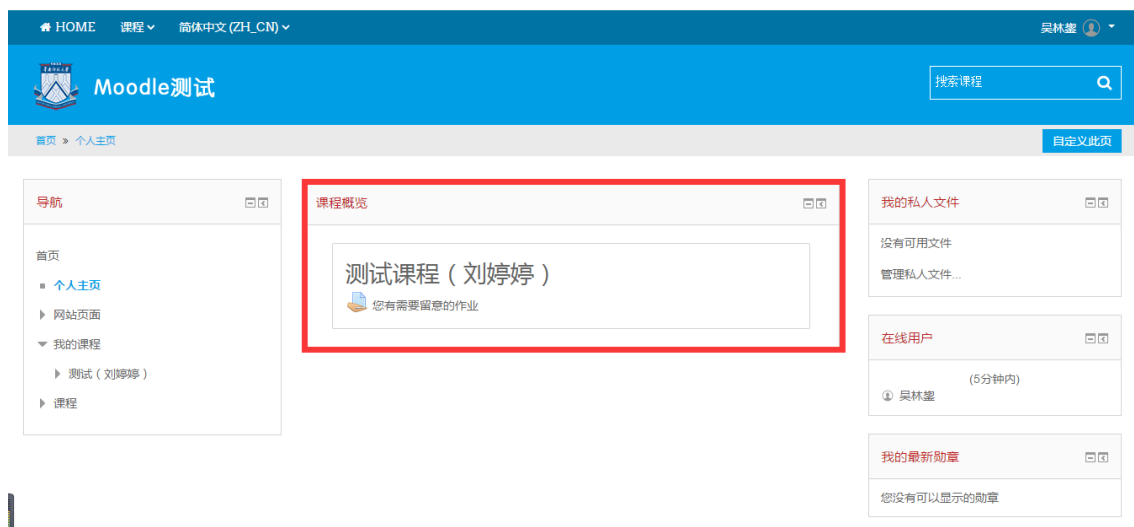 HOME 课程 简体中文 (ZH_CN) 吴林鋆
Moodle测试
搜索课程
首页 » 个人主页
自定义此页
导航
首页
个人主页
网站页面
我的课程
测试（刘婷婷）
课程
课程概览
测试课程（刘婷婷）
您有需要留意的作业
我的私人文件
没有可用文件
管理私人文件...
在线用户
(5分钟内)
吴林鋆
我的最新勋章
您没有可以显示的勋章